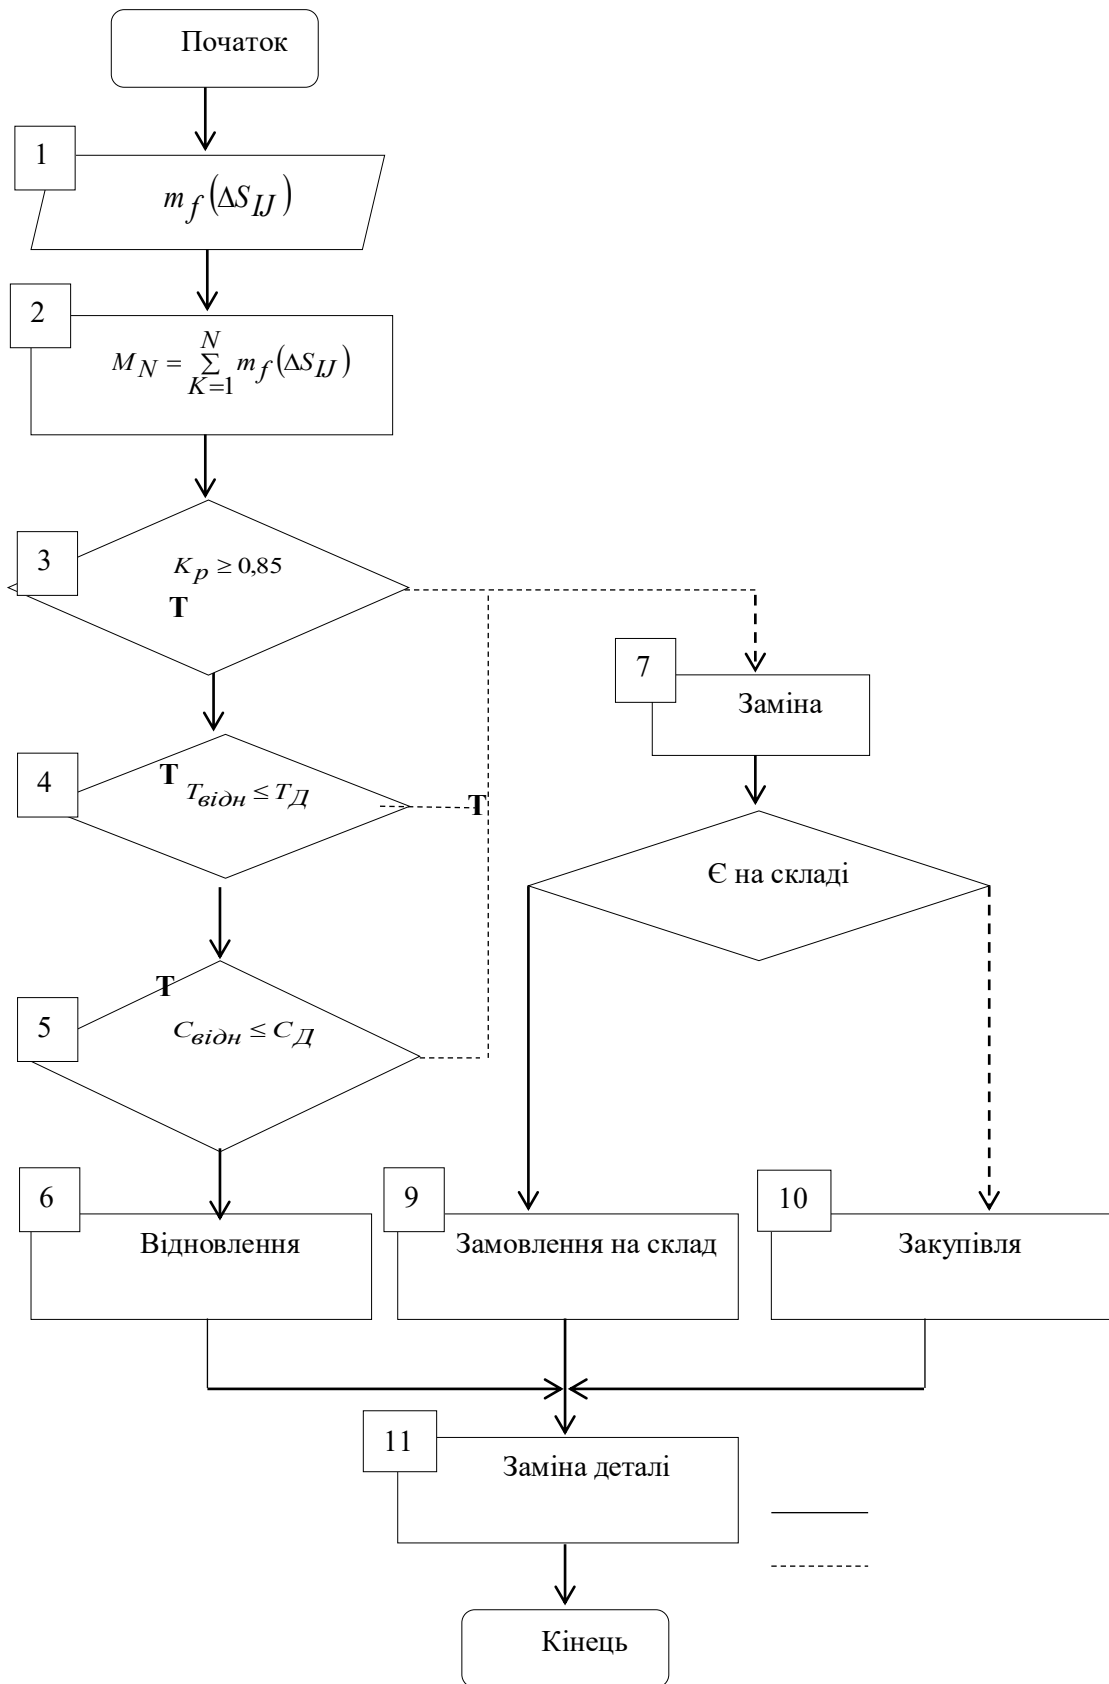 Початок
1
m_f(ΔS_IJ)
2
M_N = ∑_{K=1}^{N} m_f(ΔS_IJ)
3
K_p ≥ 0,85
Т
4
Т
T_відн ≤ T_Д
Т
5
Т
C_відн ≤ C_Д
7
Заміна
Є на складі
6
Відновлення
9
Замовлення на склад
10
Закупівля
11
Заміна деталі
Кінець